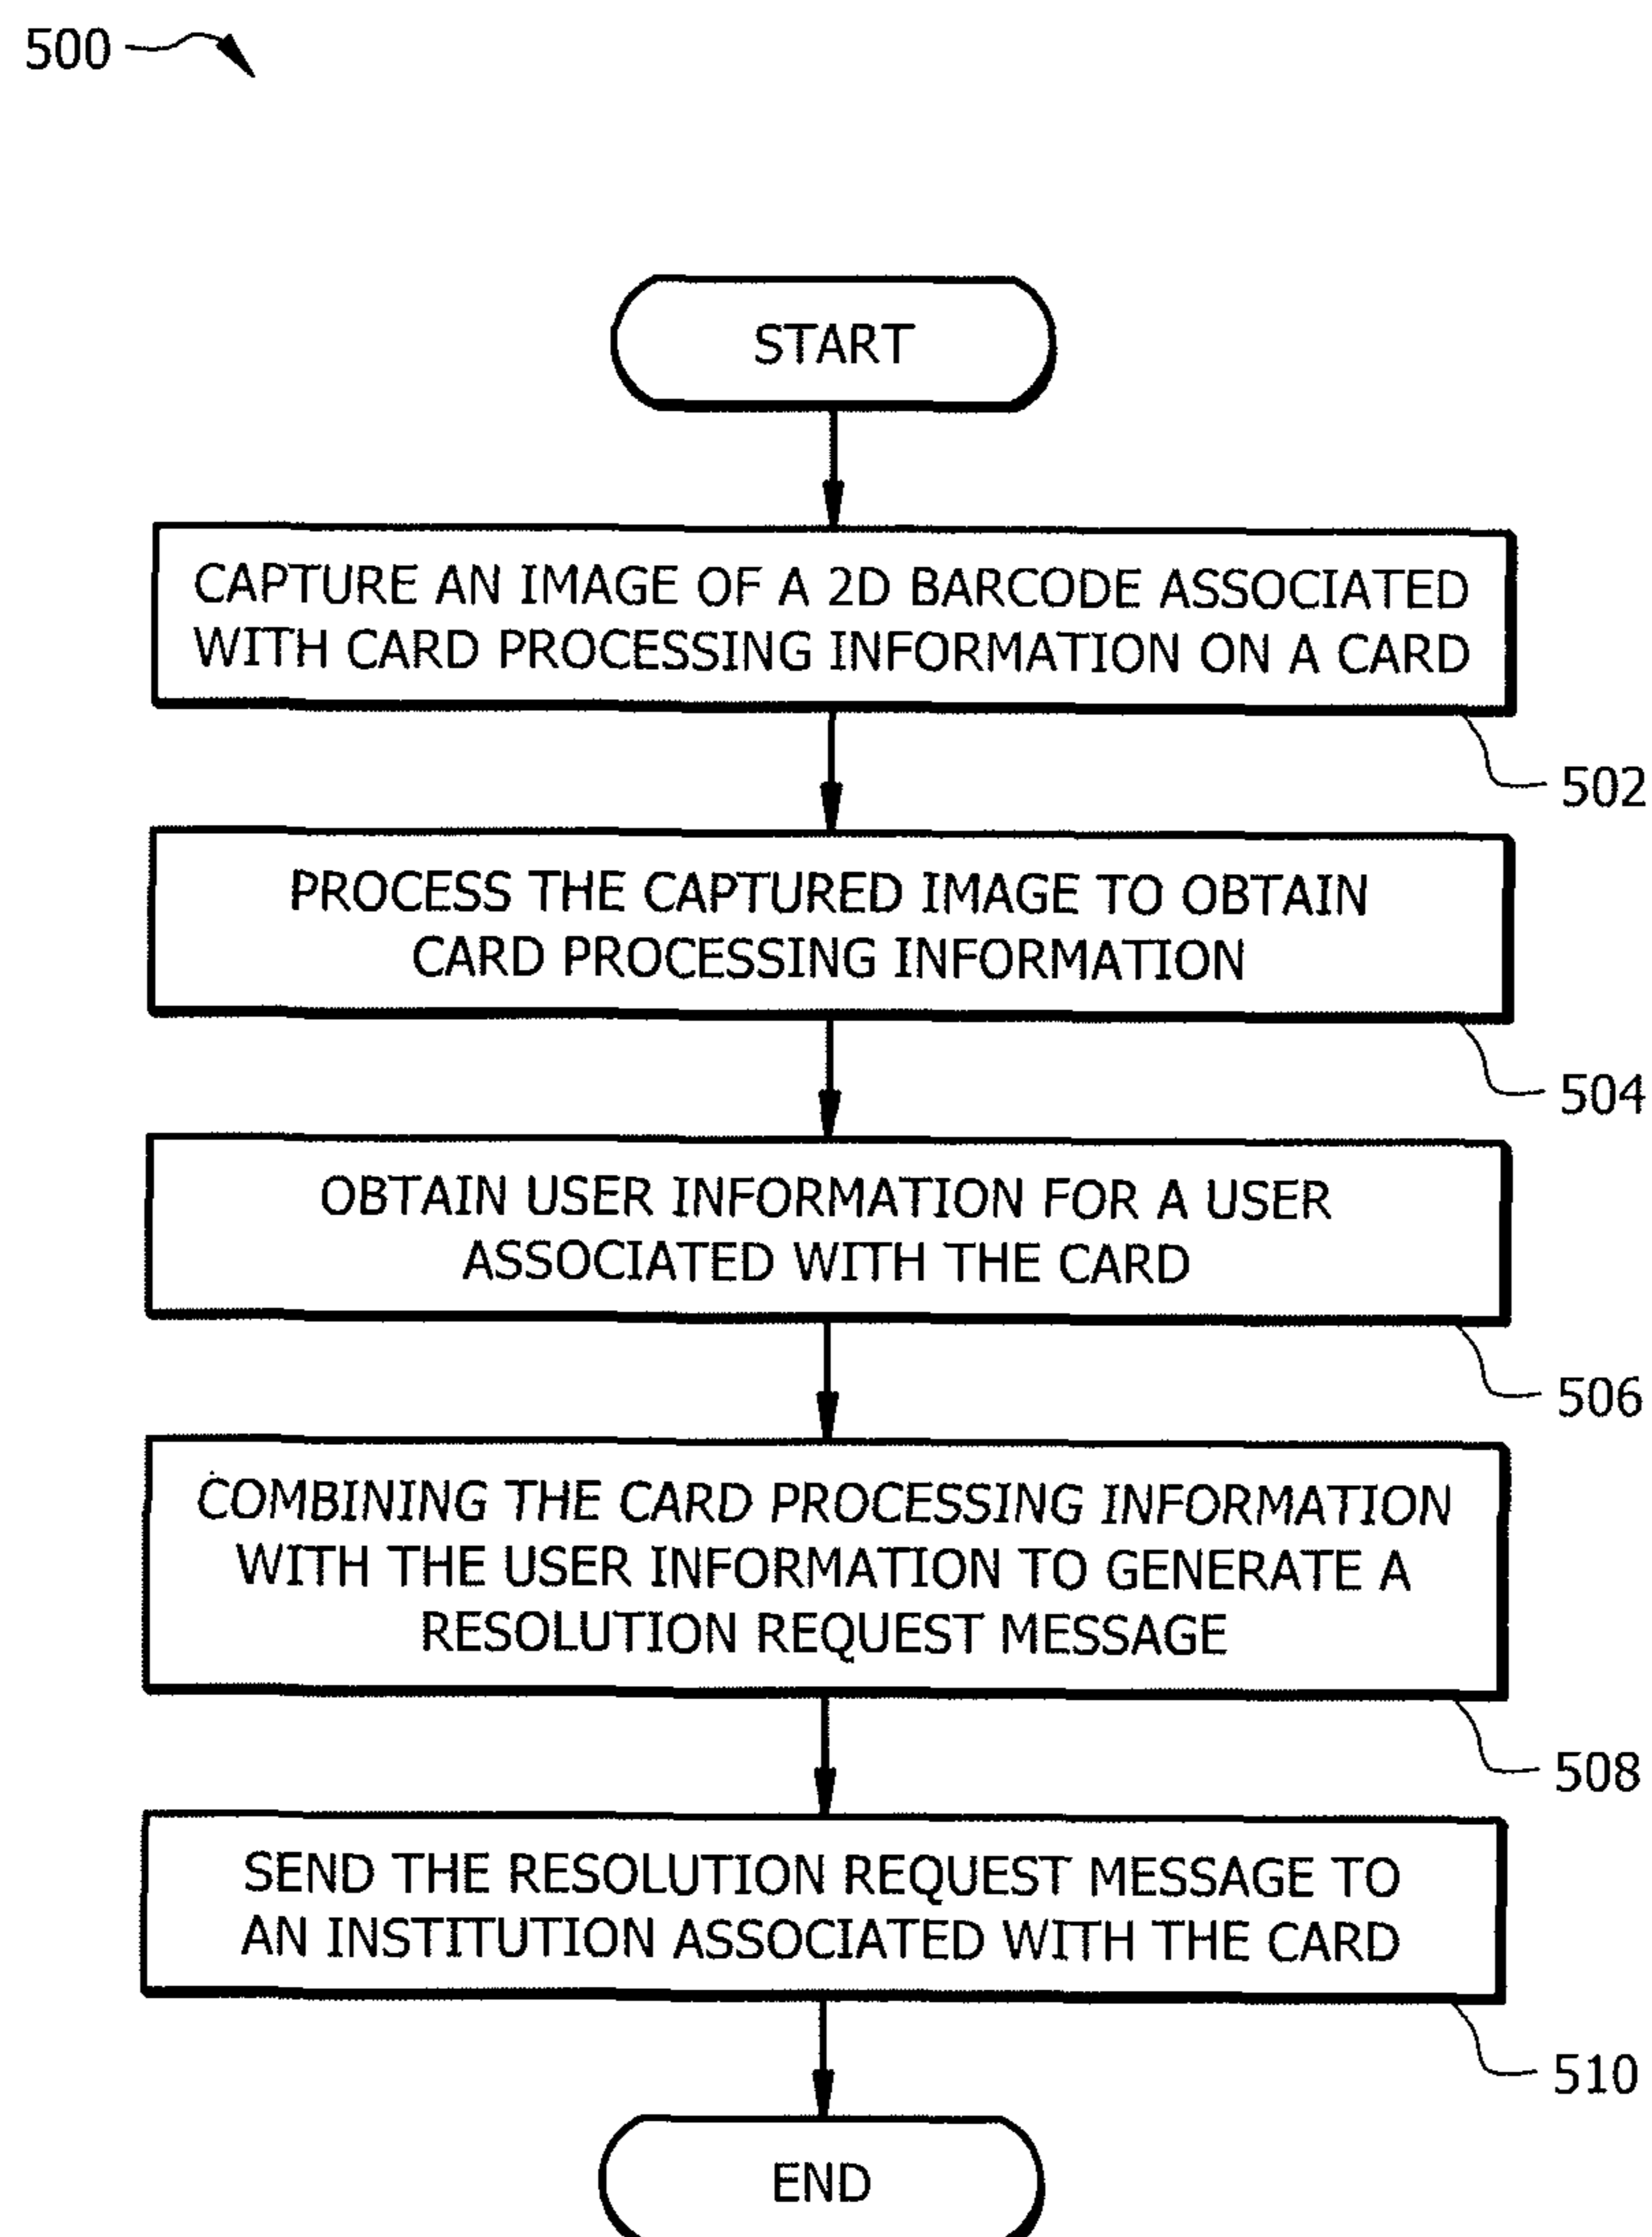 500
START
CAPTURE AN IMAGE OF A 2D BARCODE ASSOCIATED
WITH CARD PROCESSING INFORMATION ON A CARD
502
PROCESS THE CAPTURED IMAGE TO OBTAIN
CARD PROCESSING INFORMATION
504
OBTAIN USER INFORMATION FOR A USER
ASSOCIATED WITH THE CARD
506
COMBINING THE CARD PROCESSING INFORMATION
WITH THE USER INFORMATION TO GENERATE A
RESOLUTION REQUEST MESSAGE
508
SEND THE RESOLUTION REQUEST MESSAGE TO
AN INSTITUTION ASSOCIATED WITH THE CARD
510
END